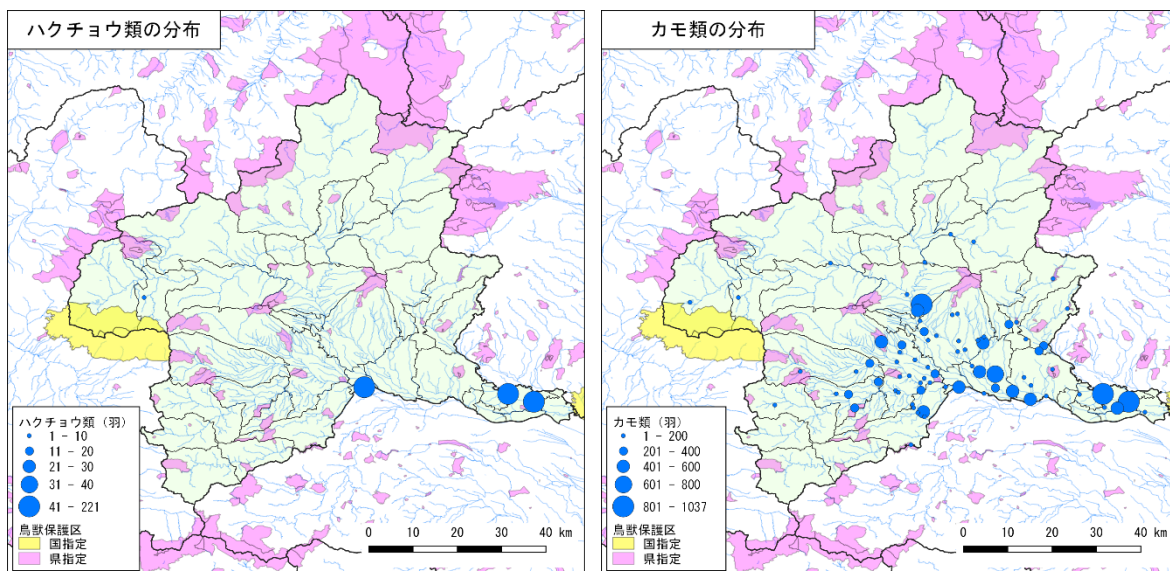 ハクチョウ類の分布
ハクチョウ類（羽）
1 - 10
11 - 20
21 - 30
31 - 40
41 - 221
鳥獣保護区
国指定
県指定
0 10 20 30 40 km
カモ類の分布
カモ類（羽）
1 - 200
201 - 400
401 - 600
601 - 800
801 - 1037
鳥獣保護区
国指定
県指定
0 10 20 30 40 km